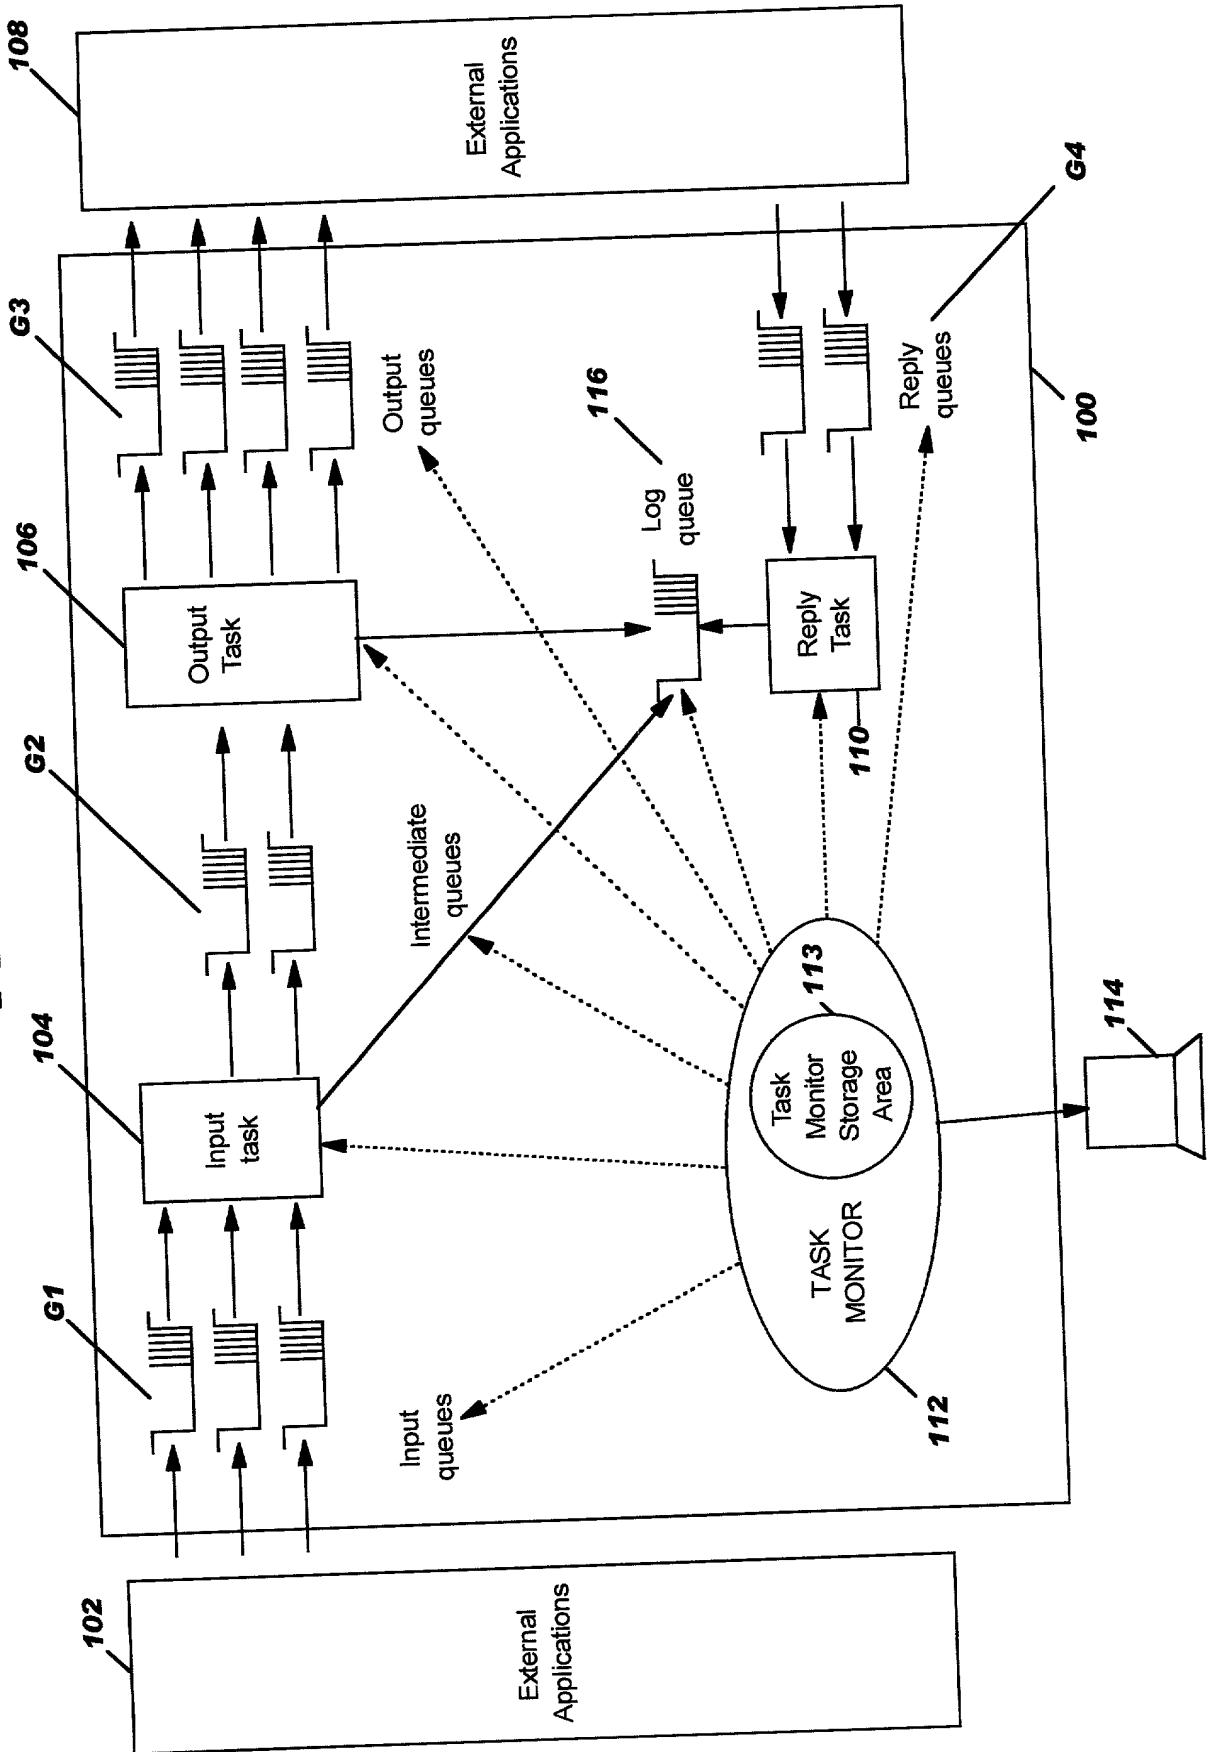 102
External
Applications
G1
Input
queues
104
Input
task
G2
Intermediate
queues
106
Output
Task
G3
Output
queues
108
External
Applications
116
Log
queue
Reply
Task
110
Reply
queues
G4
100
TASK
MONITOR
Task
Monitor
Storage
Area
113
112
114